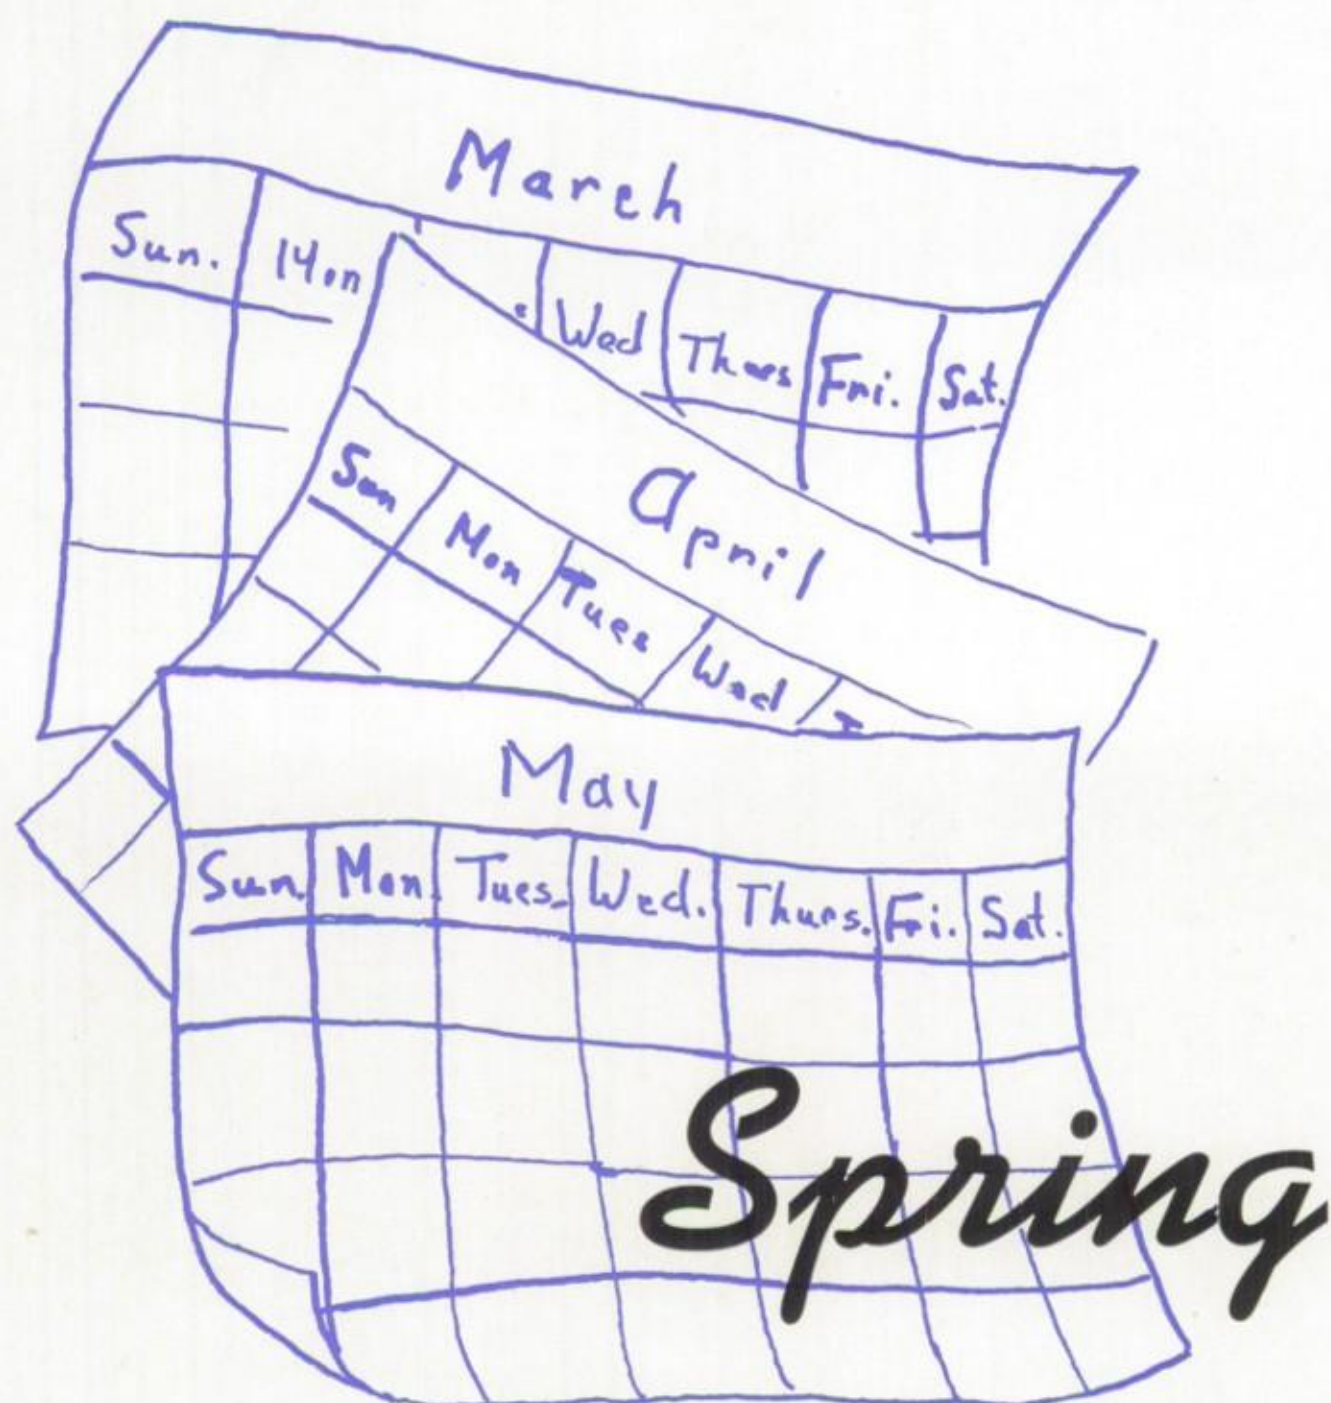 March
Sun. Mon Wed Thurs Fri. Sat.
April
Sun Mon Tues Wed T
May
Sun. Mon. Tues. Wed. Thurs. Fri. Sat.
Spring